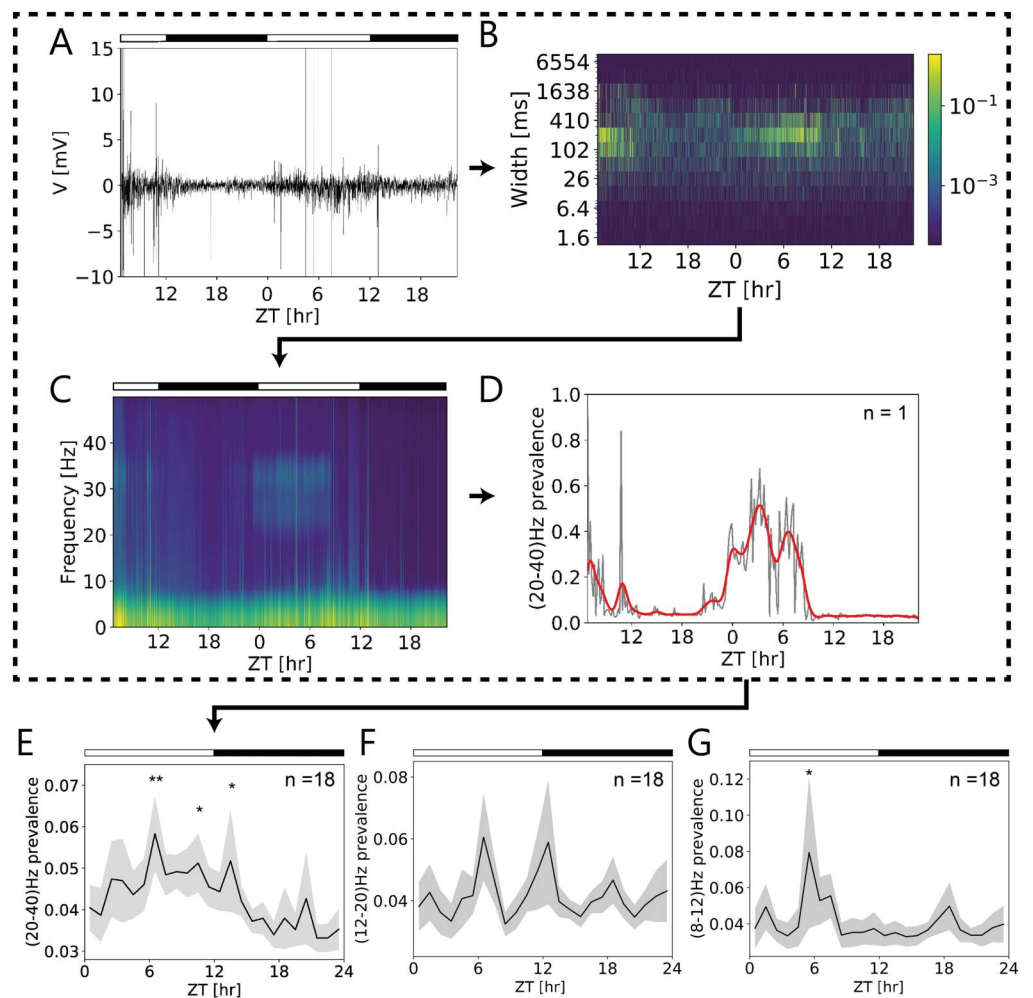 A
15
10
5
0
−5
−10
V [mV]
12 18 0 6 12 18
ZT [hr]
B
6554
1638
410
102
26
6.4
1.6
Width [ms]
12 18 0 6 12 18
ZT [hr]
10⁻¹
10⁻³
C
40
30
20
10
0
Frequency [Hz]
12 18 0 6 12 18
ZT [hr]
D
n = 1
1.0
0.8
0.6
0.4
0.2
0.0
(20-40)Hz prevalence
12 18 0 6 12 18
ZT [hr]
E
n =18
** * *
0.07
0.06
0.05
0.04
0.03
(20-40)Hz prevalence
0 6 12 18 24
ZT [hr]
F
n =18
0.08
0.06
0.04
(12-20)Hz prevalence
0 6 12 18 24
ZT [hr]
G
n =18
*
0.12
0.10
0.08
0.06
0.04
(8-12)Hz prevalence
0 6 12 18 24
ZT [hr]